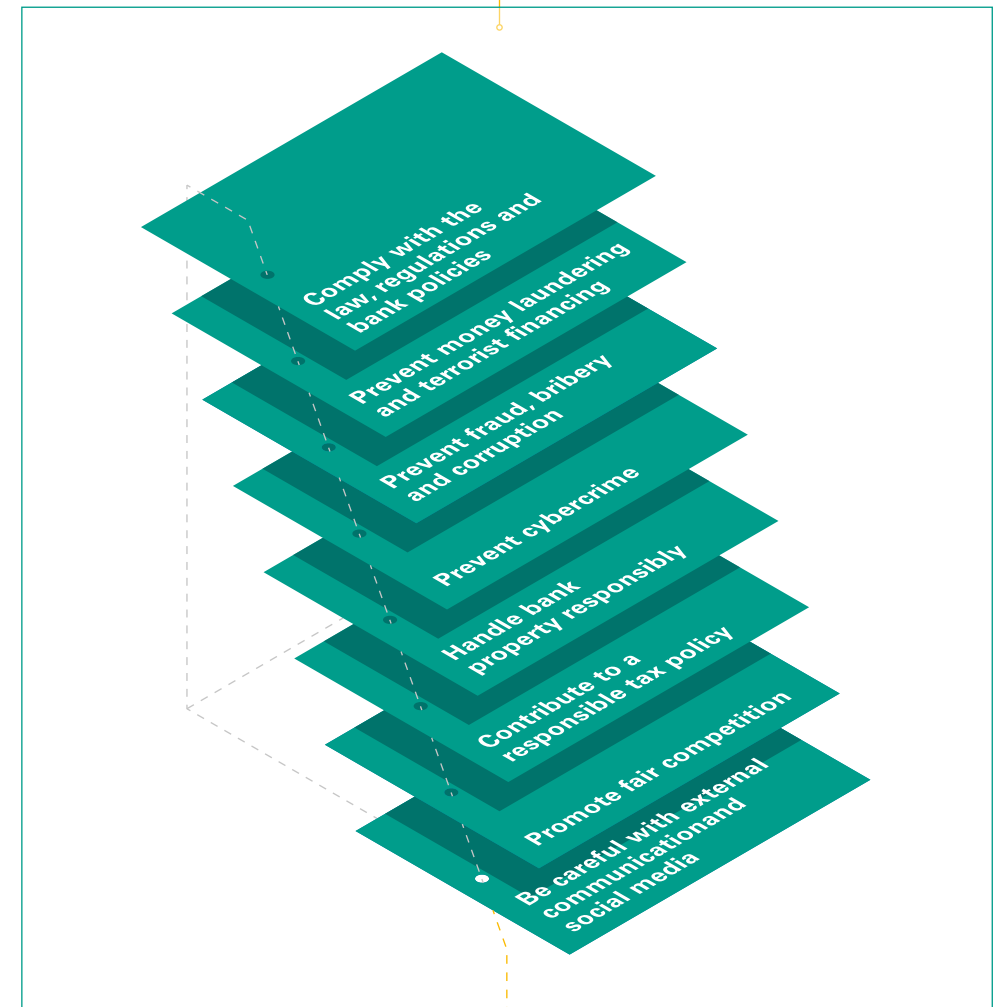 Comply with the
law, regulations and
bank policies
Prevent money laundering
and terrorist financing
Prevent fraud, bribery
and corruption
Prevent cybercrime
Handle bank
property responsibly
Contribute to a
responsible tax policy
Promote fair competition
Be careful with external
communicationand
social media